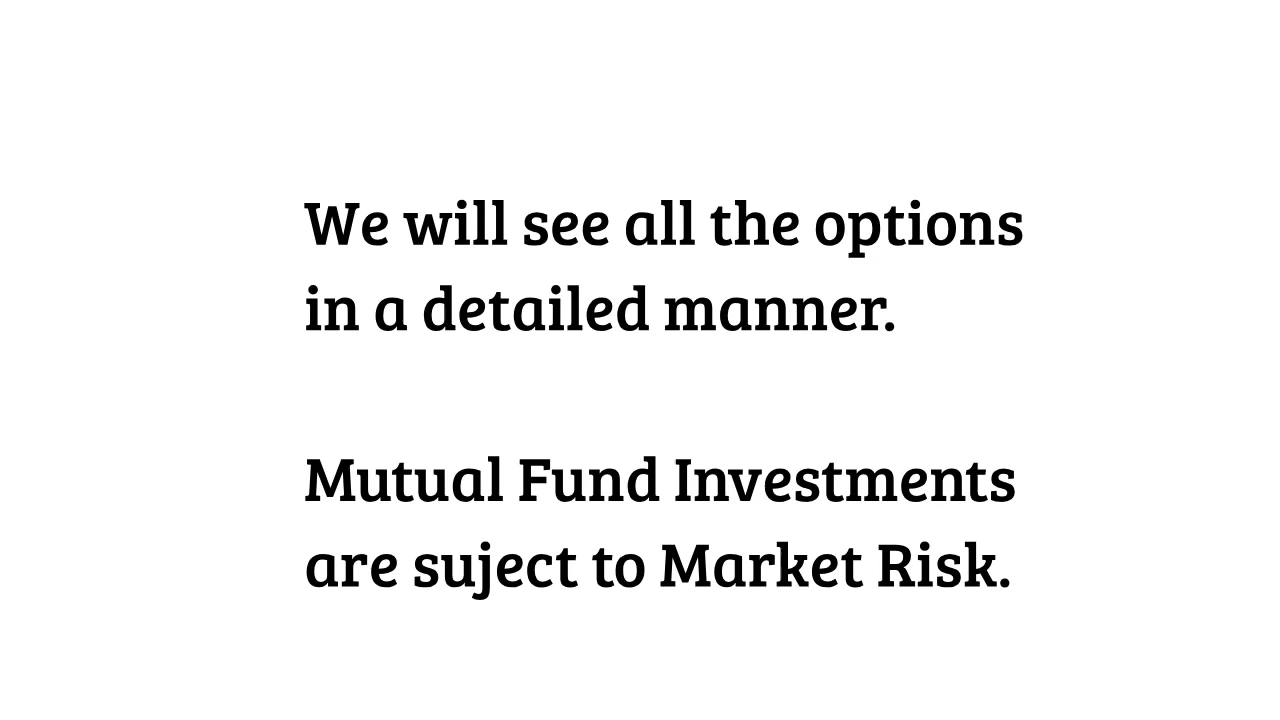 We will see all the options
in a detailed manner.
Mutual Fund Investments
are suject to Market Risk.